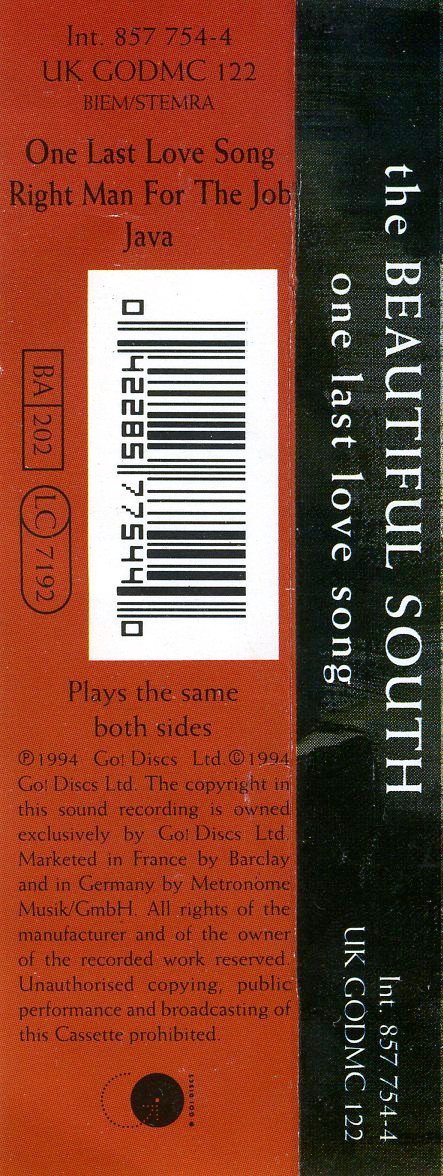 Int. 857 754-4
UK GODMC 122
BIEM/STEMRA
One Last Love Song
Right Man For The Job
Java
0 42285 77544 0
BA 202
LC 7192
Plays the same
both sides
℗1994 Go! Discs Ltd ©1994
Go! Discs Ltd. The copyright in
this sound recording is owned
exclusively by Go! Discs Ltd.
Marketed in France by Barclay
and in Germany by Metronome
Musik/GmbH. All rights of the
manufacturer and of the owner
of the recorded work reserved.
Unauthorised copying, public
performance and broadcasting of
this Cassette prohibited.
® GO! DISCS
the BEAUTIFUL SOUTH
one last love song
Int. 857 754-4
UK GODMC 122